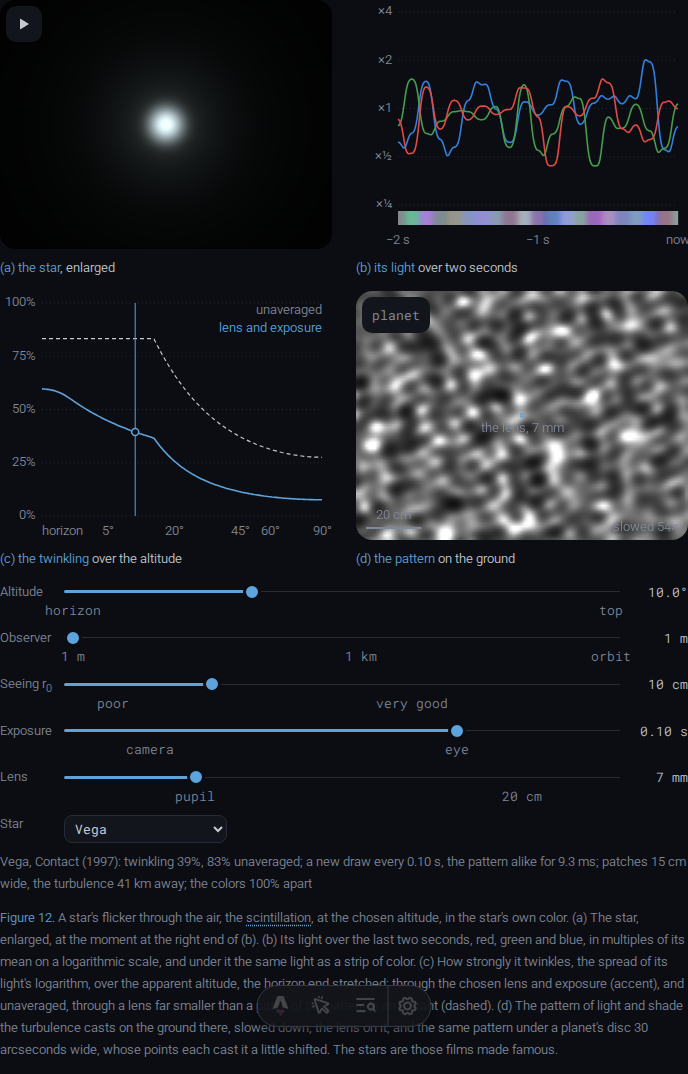 ×4
×2
×1
×½
×¼
−2 s
−1 s
now
(a) the star, enlarged
(b) its light over two seconds
100%
75%
50%
25%
0%
unaveraged
lens and exposure
horizon
5°
20°
45°
60°
90°
planet
the lens, 7 mm
20 cm
slowed 54
(c) the twinkling over the altitude
(d) the pattern on the ground
Altitude
10.0°
horizon
top
Observer
1 m
1 m
1 km
orbit
Seeing r0
10 cm
poor
very good
Exposure
0.10 s
camera
eye
Lens
7 mm
pupil
20 cm
Star
Vega
Vega, Contact (1997): twinkling 39%, 83% unaveraged; a new draw every 0.10 s, the pattern alike for 9.3 ms; patches 15 cm
wide, the turbulence 41 km away; the colors 100% apart
Figure 12. A star's flicker through the air, the scintillation, at the chosen altitude, in the star's own color. (a) The star,
enlarged, at the moment at the right end of (b). (b) Its light over the last two seconds, red, green and blue, in multiples of its
mean on a logarithmic scale, and under it the same light as a strip of color. (c) How strongly it twinkles, the spread of its
light's logarithm, over the apparent altitude, the horizon end stretched: through the chosen lens and exposure (accent), and
unaveraged, through a lens far smaller than a (dashed). (d) The pattern of light and shade
the turbulence casts on the ground there, slowed down, the lens on it, and the same pattern under a planet's disc 30
arcseconds wide, whose points each cast it a little shifted. The stars are those films made famous.